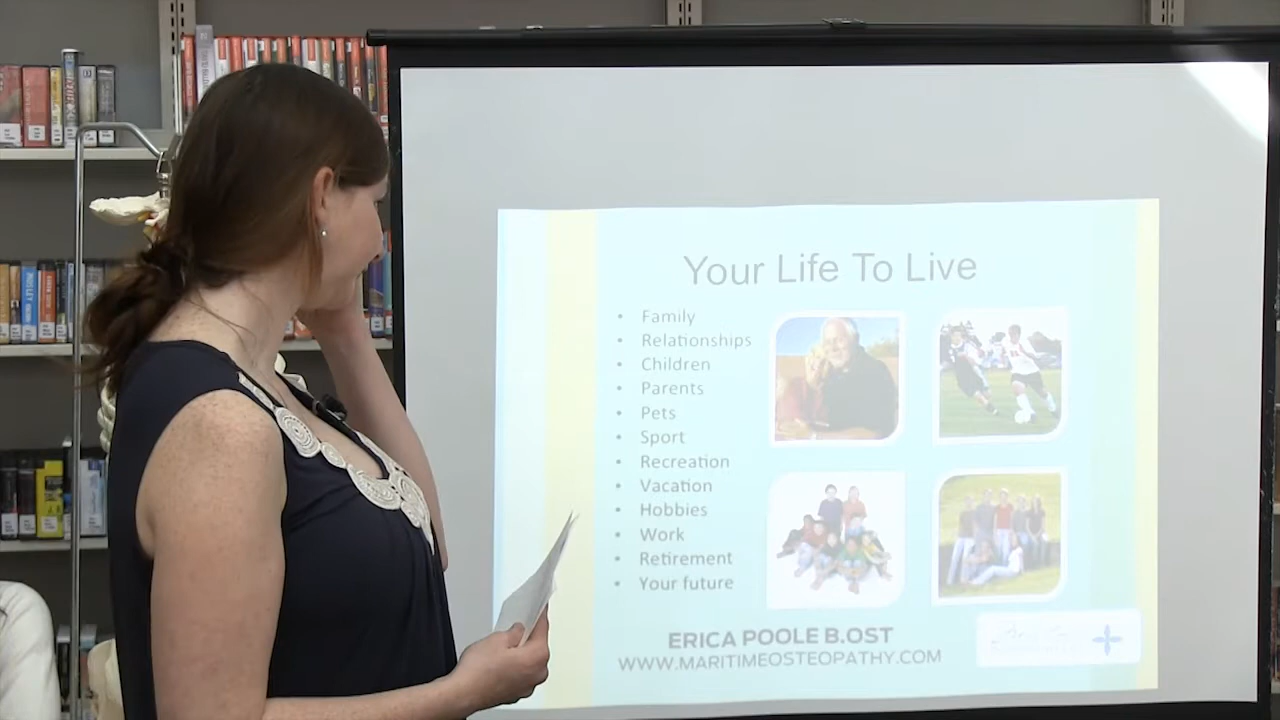 Your Life To Live
• Family
• Relationships
• Children
• Parents
• Pets
• Sport
• Recreation
• Vacation
• Hobbies
• Work
• Retirement
• Your future
ERICA POOLE B.OST
WWW.MARITIMEOSTEOPATHY.COM